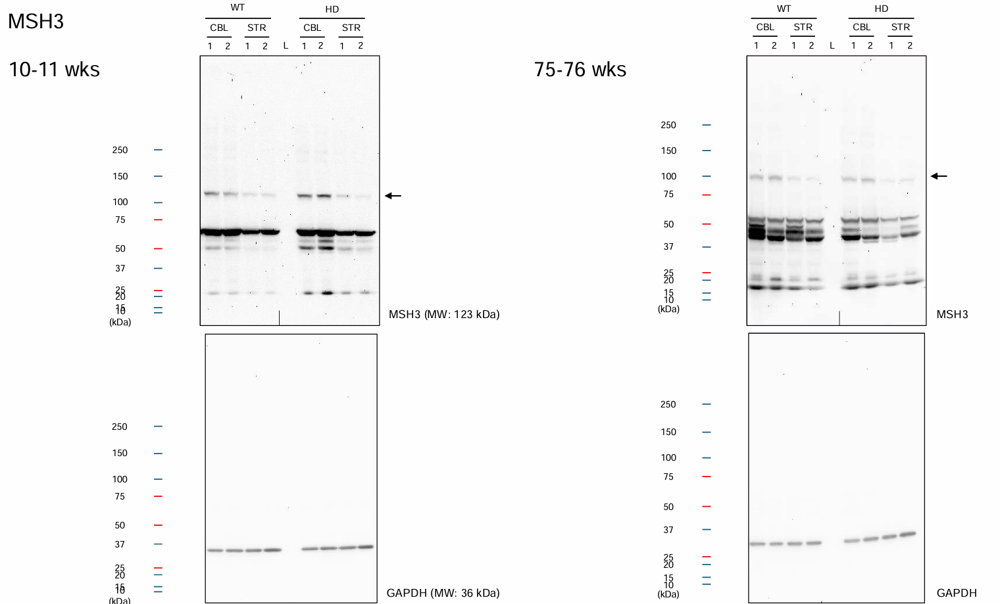 MSH3
10-11 wks
WT HD
CBL STR CBL STR
1 2 1 2 L 1 2 1 2
250
150
100
75
50
37
25
20
15
10
(kDa)
MSH3 (MW: 123 kDa)
250
150
100
75
50
37
25
20
15
10
(kDa)
GAPDH (MW: 36 kDa)
75-76 wks
WT HD
CBL STR CBL STR
1 2 1 2 L 1 2 1 2
250
150
100
75
50
37
25
20
15
10
(kDa)
MSH3
250
150
100
75
50
37
25
20
15
10
(kDa)
GAPDH